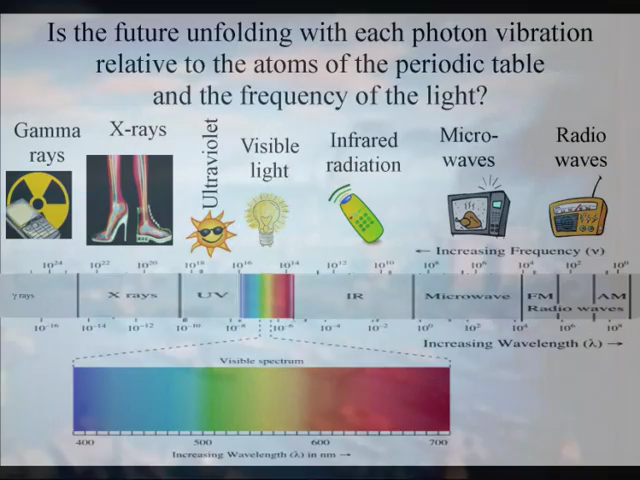 Is the future unfolding with each photon vibration
relative to the atoms of the periodic table
and the frequency of the light?
Gamma
rays
X-rays
Ultraviolet
Visible
light
Infrared
radiation
Micro-
waves
Radio
waves
← Increasing Frequency (ν)
10²⁴ 10²² 10²⁰ 10¹⁸ 10¹⁶ 10¹⁴ 10¹² 10¹⁰ 10⁸ 10⁶ 10⁴ 10² 10⁰
γ rays X rays UV IR Microwave FM AM
Radio waves
10⁻¹⁶ 10⁻¹⁴ 10⁻¹² 10⁻¹⁰ 10⁻⁸ 10⁻⁶ 10⁻⁴ 10⁻² 10⁰ 10² 10⁴ 10⁶ 10⁸
Increasing Wavelength (λ) →
Visible spectrum
400 500 600 700
Increasing Wavelength (λ) in nm →